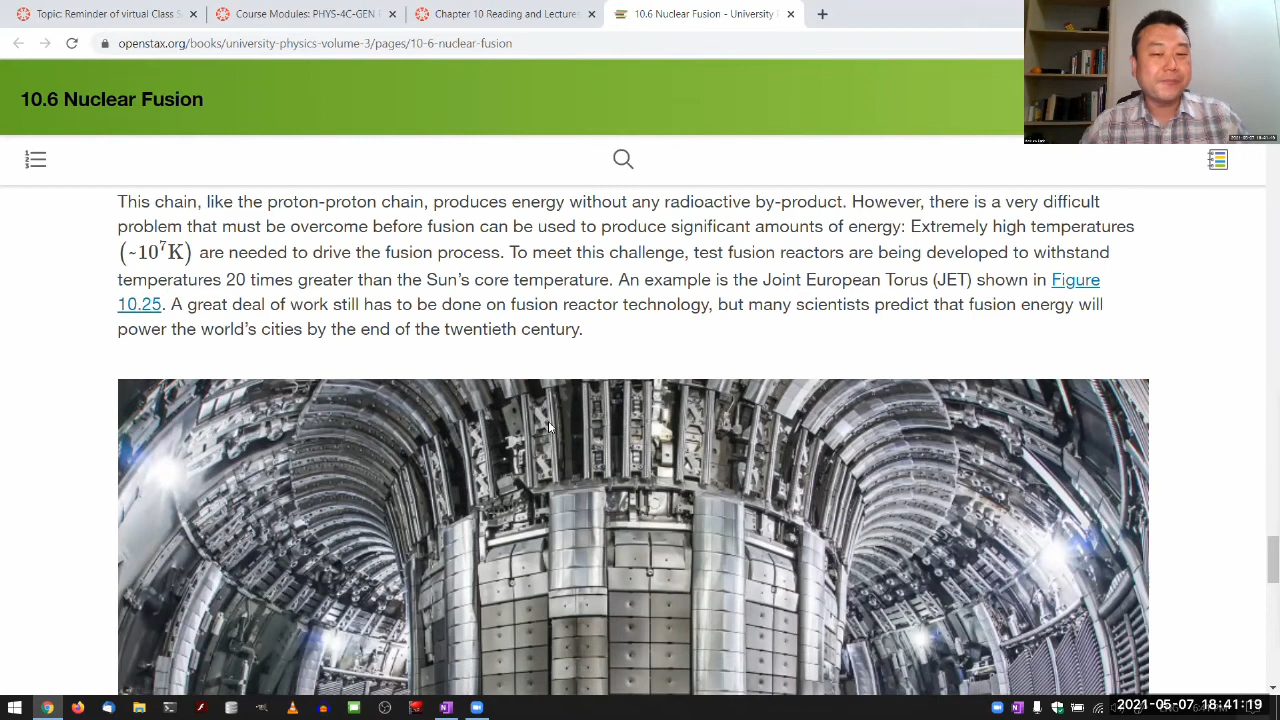 Topic: Reminder of virtual Class S
Course Modules: PHYS-4C-GEN E
Chapter 10 Reading and Lectures
10.6 Nuclear Fusion - University
openstax.org/books/university-physics-volume-3/pages/10-6-nuclear-fusion
10.6 Nuclear Fusion
2021-05-07 18:41:19
This chain, like the proton-proton chain, produces energy without any radioactive by-product. However, there is a very difficult
problem that must be overcome before fusion can be used to produce significant amounts of energy: Extremely high temperatures
(~10⁷K) are needed to drive the fusion process. To meet this challenge, test fusion reactors are being developed to withstand
temperatures 20 times greater than the Sun’s core temperature. An example is the Joint European Torus (JET) shown in Figure
10.25. A great deal of work still has to be done on fusion reactor technology, but many scientists predict that fusion energy will
power the world’s cities by the end of the twentieth century.
2021-05-07 18:41:19